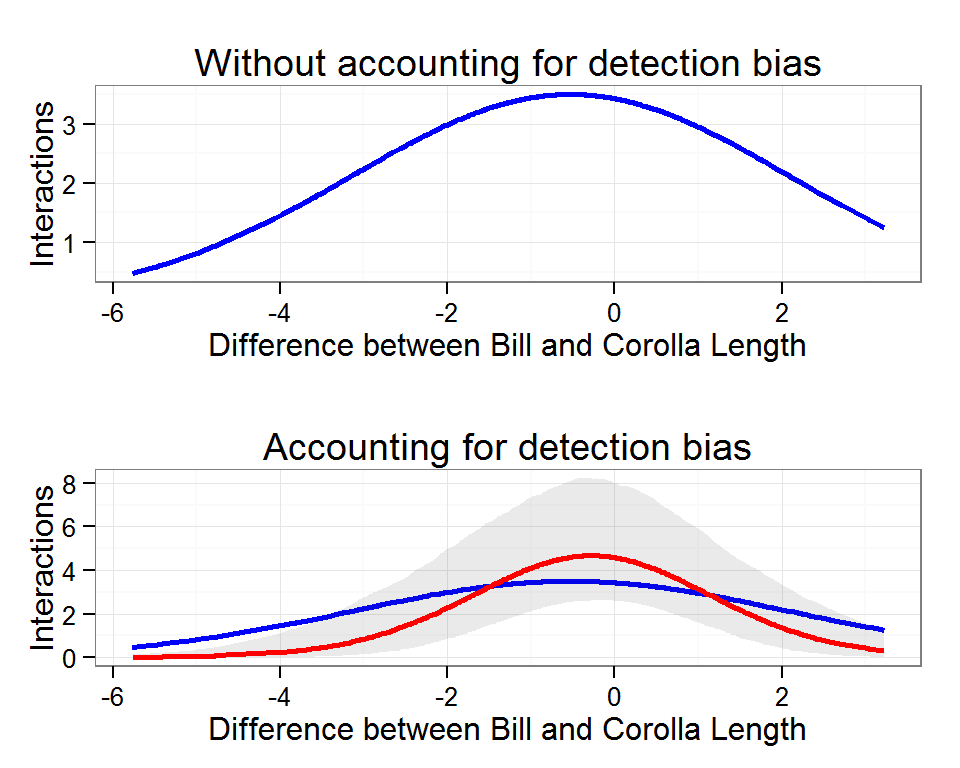 Without accounting for detection bias
Interactions
3
2
1
-6 -4 -2 0 2
Difference between Bill and Corolla Length
Accounting for detection bias
Interactions
8
6
4
2
0
-6 -4 -2 0 2
Difference between Bill and Corolla Length